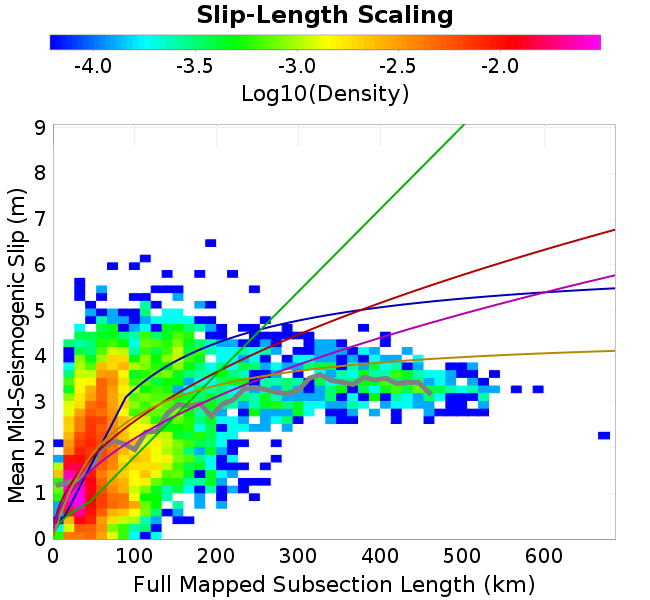 Slip-Length Scaling
-4.0 -3.5 -3.0 -2.5 -2.0
Log10(Density)
9
8
7
6
5
4
3
2
1
0
Mean Mid-Seismogenic Slip (m)
0 100 200 300 400 500 600
Full Mapped Subsection Length (km)